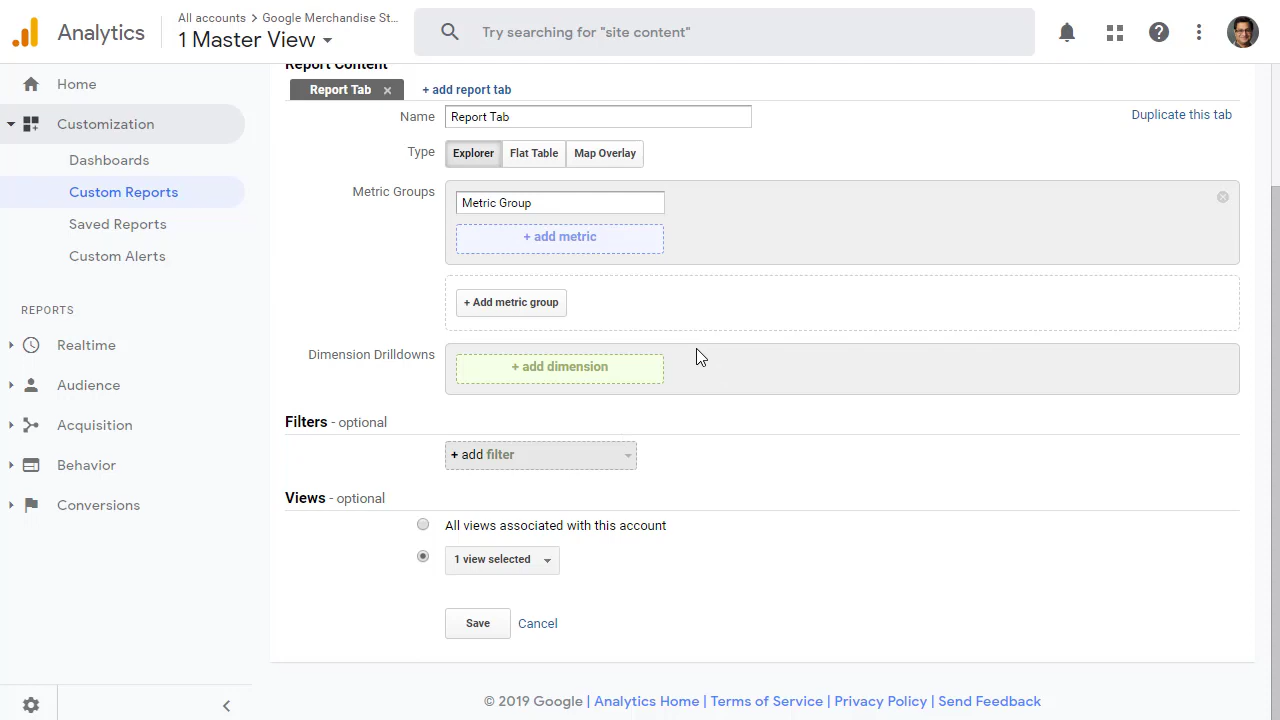 Analytics
All accounts > Google Merchandise St...
1 Master View
Try searching for "site content"
Home
Customization
Dashboards
Custom Reports
Saved Reports
Custom Alerts
REPORTS
Realtime
Audience
Acquisition
Behavior
Conversions
Report Content
Report Tab × + add report tab
Name Report Tab Duplicate this tab
Type Explorer Flat Table Map Overlay
Metric Groups Metric Group
+ add metric
+ Add metric group
Dimension Drilldowns + add dimension
Filters - optional
+ add filter
Views - optional
All views associated with this account
1 view selected
Save Cancel
© 2019 Google | Analytics Home | Terms of Service | Privacy Policy | Send Feedback